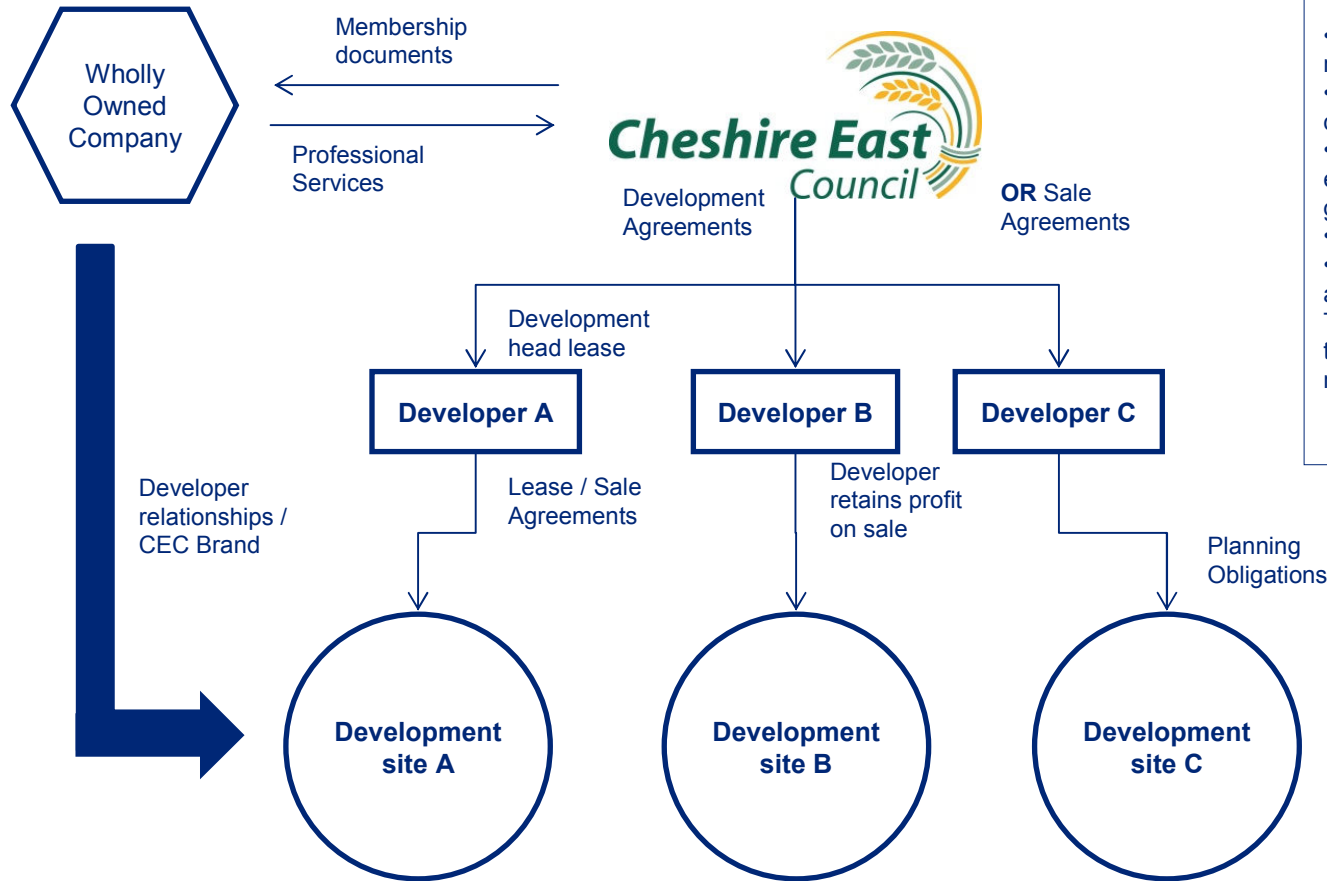 Membership
documents
Wholly
Owned
Company
Professional
Services
Cheshire East
Council
Development
Agreements
OR Sale
Agreements
Development
head lease
Developer A
Developer B
Developer C
Developer
relationships /
CEC Brand
Lease / Sale
Agreements
Developer
retains profit
on sale
Planning
Obligations
Development
site A
Development
site B
Development
site C